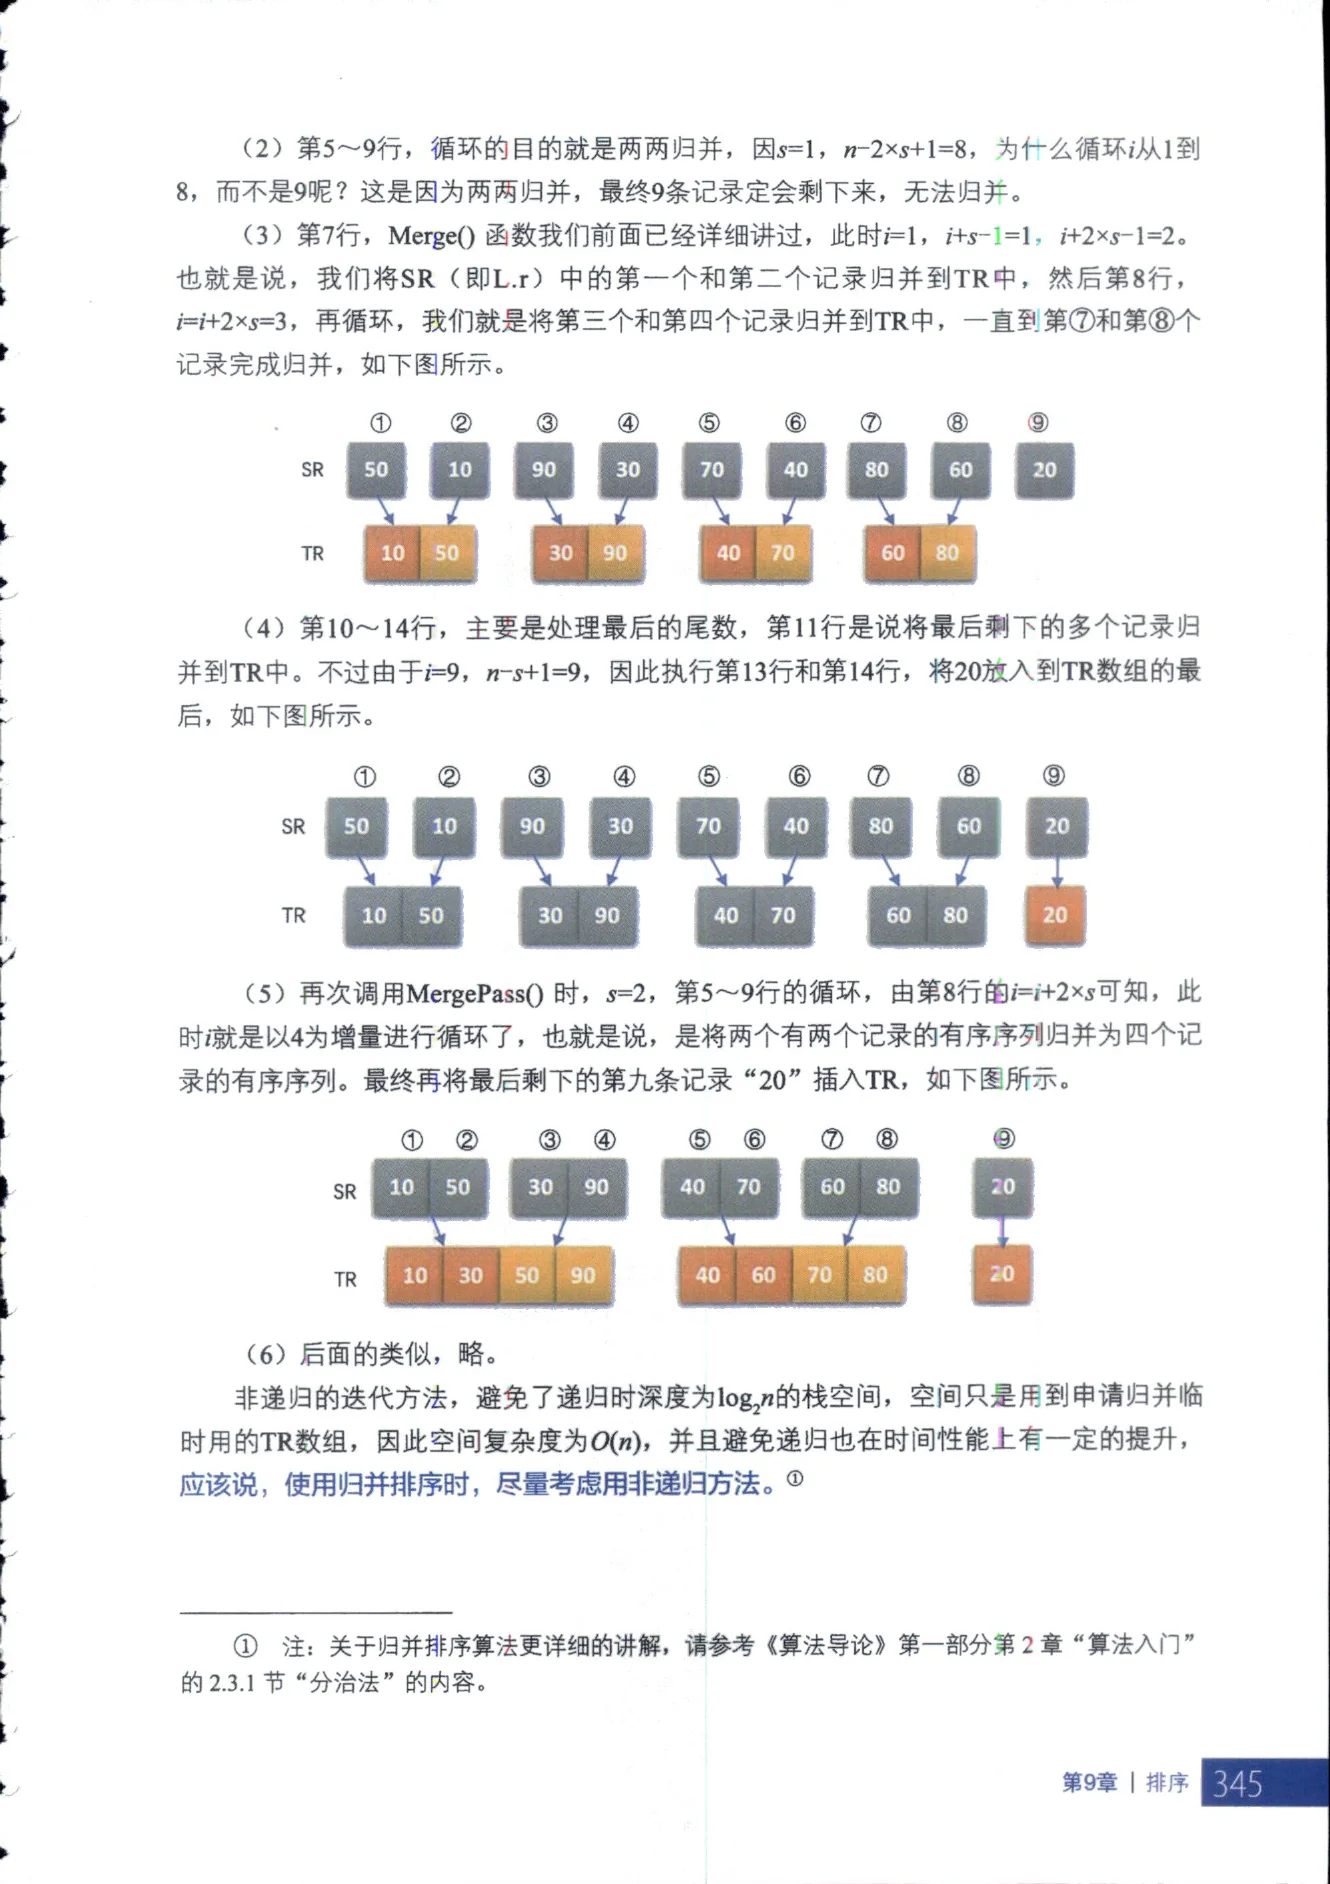 （2）第5～9行，循环的目的就是两两归并，因s=1，n-2×s+1=8，为什么循环i从1到
8，而不是9呢？这是因为两两归并，最终9条记录定会剩下来，无法归并。
（3）第7行，Merge() 函数我们前面已经详细讲过，此时i=1，i+s-1=1，i+2×s-1=2。
也就是说，我们将SR（即L.r）中的第一个和第二个记录归并到TR中，然后第8行，
i=i+2×s=3，再循环，我们就是将第三个和第四个记录归并到TR中，一直到第⑦和第⑧个
记录完成归并，如下图所示。
① ② ③ ④ ⑤ ⑥ ⑦ ⑧ ⑨
SR 50 10 90 30 70 40 80 60 20
TR 10 50 30 90 40 70 60 80
（4）第10～14行，主要是处理最后的尾数，第11行是说将最后剩下的多个记录归
并到TR中。不过由于i=9，n-s+1=9，因此执行第13行和第14行，将20放入到TR数组的最
后，如下图所示。
① ② ③ ④ ⑤ ⑥ ⑦ ⑧ ⑨
SR 50 10 90 30 70 40 80 60 20
TR 10 50 30 90 40 70 60 80 20
（5）再次调用MergePass() 时，s=2，第5～9行的循环，由第8行的i=i+2×s可知，此
时i就是以4为增量进行循环了，也就是说，是将两个有两个记录的有序序列归并为四个记
录的有序序列。最终再将最后剩下的第九条记录“20”插入TR，如下图所示。
① ② ③ ④ ⑤ ⑥ ⑦ ⑧ ⑨
SR 10 50 30 90 40 70 60 80 20
TR 10 30 50 90 40 60 70 80 20
（6）后面的类似，略。
非递归的迭代方法，避免了递归时深度为log₂n的栈空间，空间只是用到申请归并临
时用的TR数组，因此空间复杂度为O(n)，并且避免递归也在时间性能上有一定的提升，
应该说，使用归并排序时，尽量考虑用非递归方法。①
① 注：关于归并排序算法更详细的讲解，请参考《算法导论》第一部分第 2 章“算法入门”
的 2.3.1 节“分治法”的内容。
第9章 | 排序 345